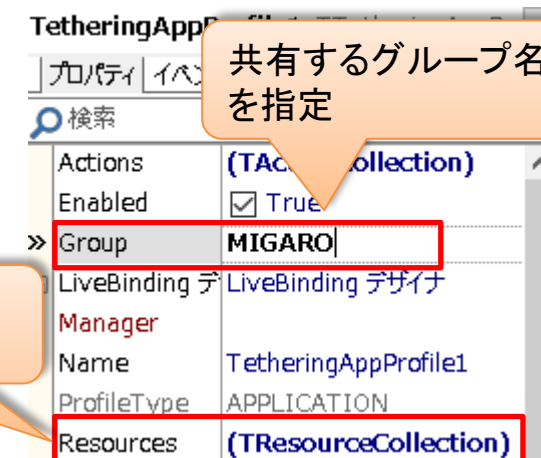 TetheringAppP
プロパティ イベン
共有するグループ名
を指定
検索
Actions (TAc ollection)
Enabled True
» Group MIGARO
LiveBinding デ LiveBinding デザイナ
Manager
Name TetheringAppProfile1
ProfileType APPLICATION
Resources (TResourceCollection)